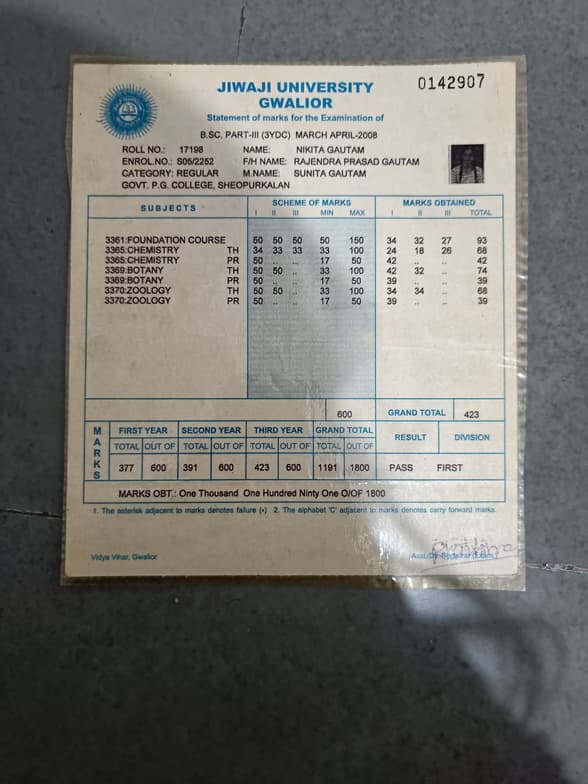 JIWAJI UNIVERSITY
GWALIOR
0142907
Statement of marks for the Examination of
B.SC. PART-III (3YDC) MARCH APRIL-2008
ROLL NO.: 17198 NAME: NIKITA GAUTAM
ENROL.NO.: S05/2252 F/H NAME: RAJENDRA PRASAD GAUTAM
CATEGORY: REGULAR M.NAME: SUNITA GAUTAM
GOVT. P.G. COLLEGE, SHEOPURKALAN
SUBJECTS SCHEME OF MARKS MARKS OBTAINED
I II III MIN MAX I II III TOTAL
3361:FOUNDATION COURSE 50 50 50 50 150 34 32 27 93
3365:CHEMISTRY TH 34 33 33 33 100 24 18 26 68
3365:CHEMISTRY PR 50 .. .. 17 50 42 .. .. 42
3369:BOTANY TH 50 50 .. 33 100 42 32 .. 74
3369:BOTANY PR 50 .. .. 17 50 39 .. .. 39
3370:ZOOLOGY TH 50 50 .. 33 100 34 34 .. 68
3370:ZOOLOGY PR 50 .. .. 17 50 39 .. .. 39
600 GRAND TOTAL 423
MARKS FIRST YEAR SECOND YEAR THIRD YEAR GRAND TOTAL RESULT DIVISION
TOTAL OUT OF TOTAL OUT OF TOTAL OUT OF TOTAL OUT OF
377 600 391 600 423 600 1191 1800 PASS FIRST
MARKS OBT.: One Thousand One Hundred Ninty One O/OF 1800
1. The asterisk adjacent to marks denotes failure (*) 2. The alphabet 'C' adjacent to marks denotes carry forward marks.
Vidya Vihar, Gwalior